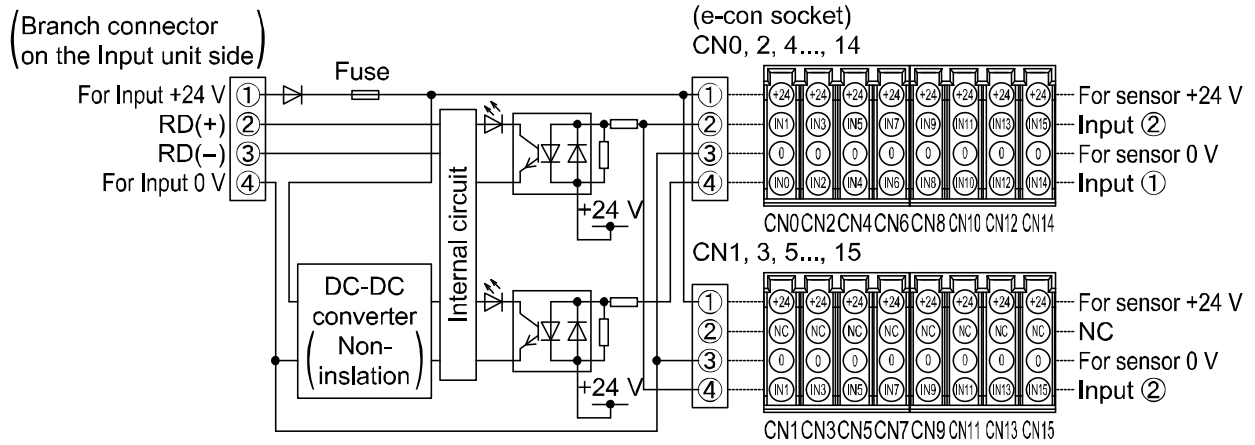 (Branch connector
on the Input unit side)
For Input +24 V ①
RD(+) ②
RD(−) ③
For Input 0 V ④
Fuse
Internal circuit
DC-DC
converter
(Non-
inslation)
+24 V
+24 V
(e-con socket)
CN0, 2, 4..., 14
① +24 +24 +24 +24 +24 +24 +24 +24 For sensor +24 V
② IN1 IN3 IN5 IN7 IN9 IN11 IN13 IN15 Input ②
③ 0 0 0 0 0 0 0 0 For sensor 0 V
④ IN0 IN2 IN4 IN6 IN8 IN10 IN12 IN14 Input ①
CN0 CN2 CN4 CN6 CN8 CN10 CN12 CN14
CN1, 3, 5..., 15
① +24 +24 +24 +24 +24 +24 +24 +24 For sensor +24 V
② NC NC NC NC NC NC NC NC NC
③ 0 0 0 0 0 0 0 0 For sensor 0 V
④ IN1 IN3 IN5 IN7 IN9 IN11 IN13 IN15 Input ②
CN1 CN3 CN5 CN7 CN9 CN11 CN13 CN15